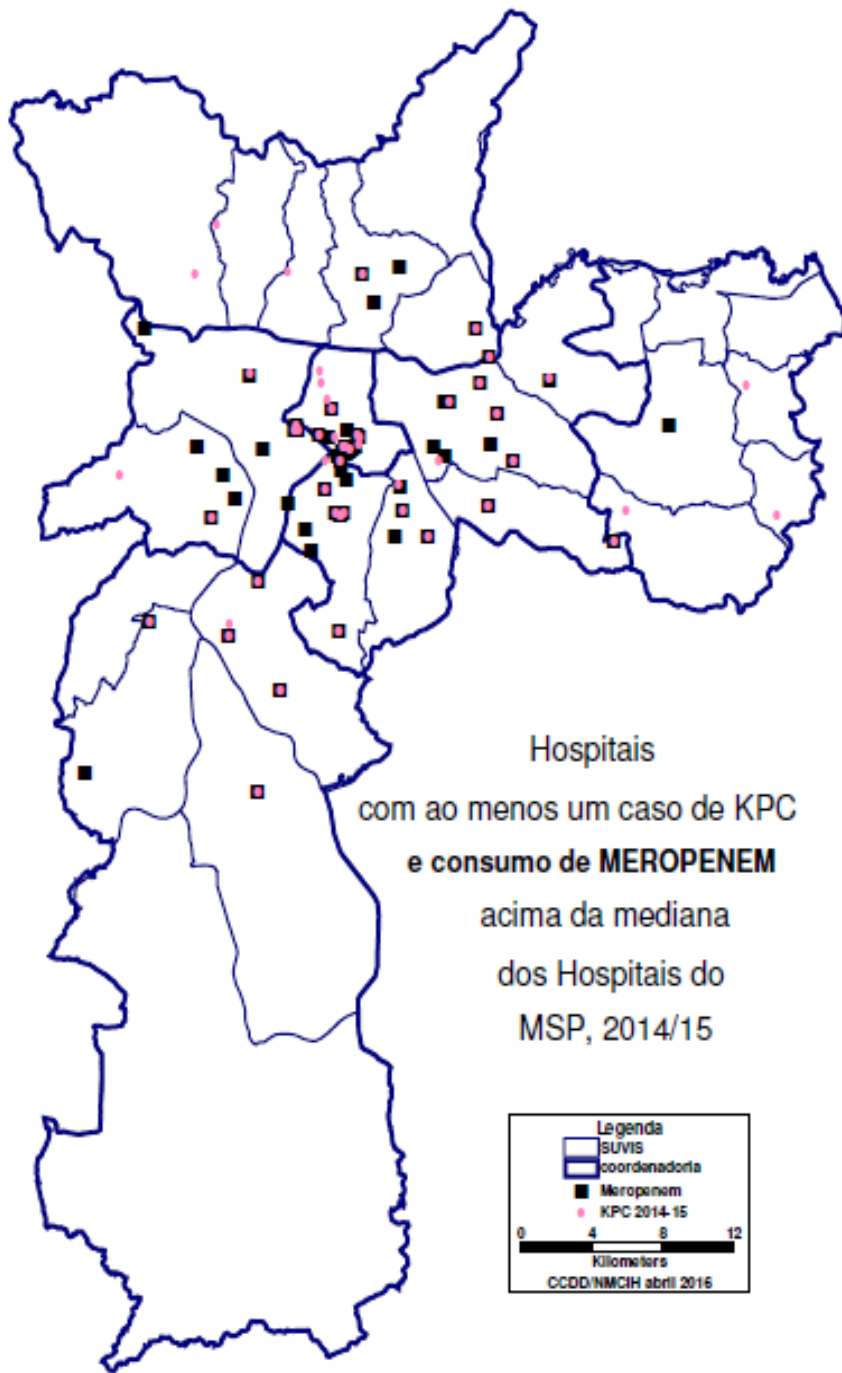 Hospitais
com ao menos um caso de KPC
e consumo de MEROPENEM
acima da mediana
dos Hospitais do
MSP, 2014/15
Legenda
SUVIS
coordenadoria
Meropenem
KPC 2014-15
0 4 8 12
Kilometers
CCDD/NMCIH abril 2016